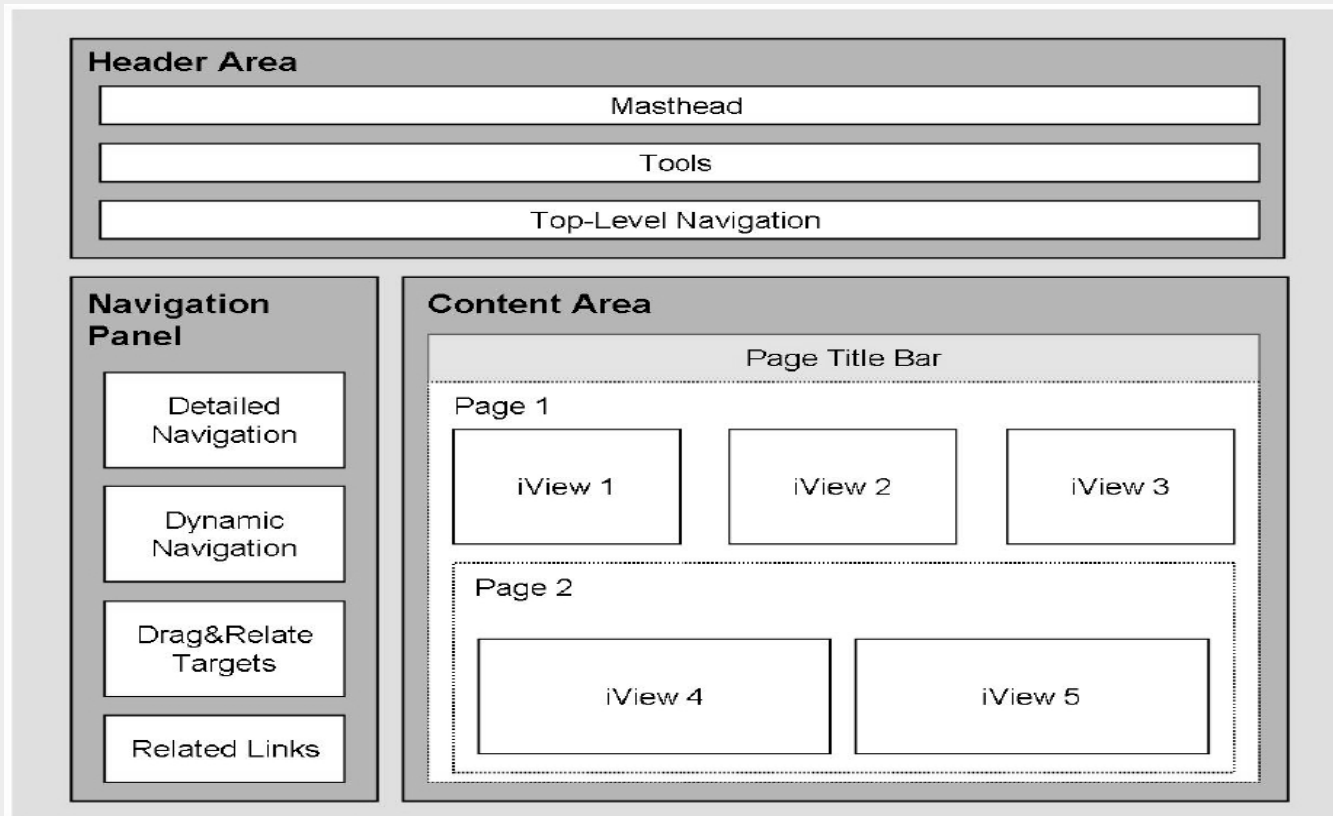 Header Area
Masthead
Tools
Top-Level Navigation
Navigation
Panel
Detailed
Navigation
Dynamic
Navigation
Drag&Relate
Targets
Related Links
Content Area
Page Title Bar
Page 1
iView 1
iView 2
iView 3
Page 2
iView 4
iView 5